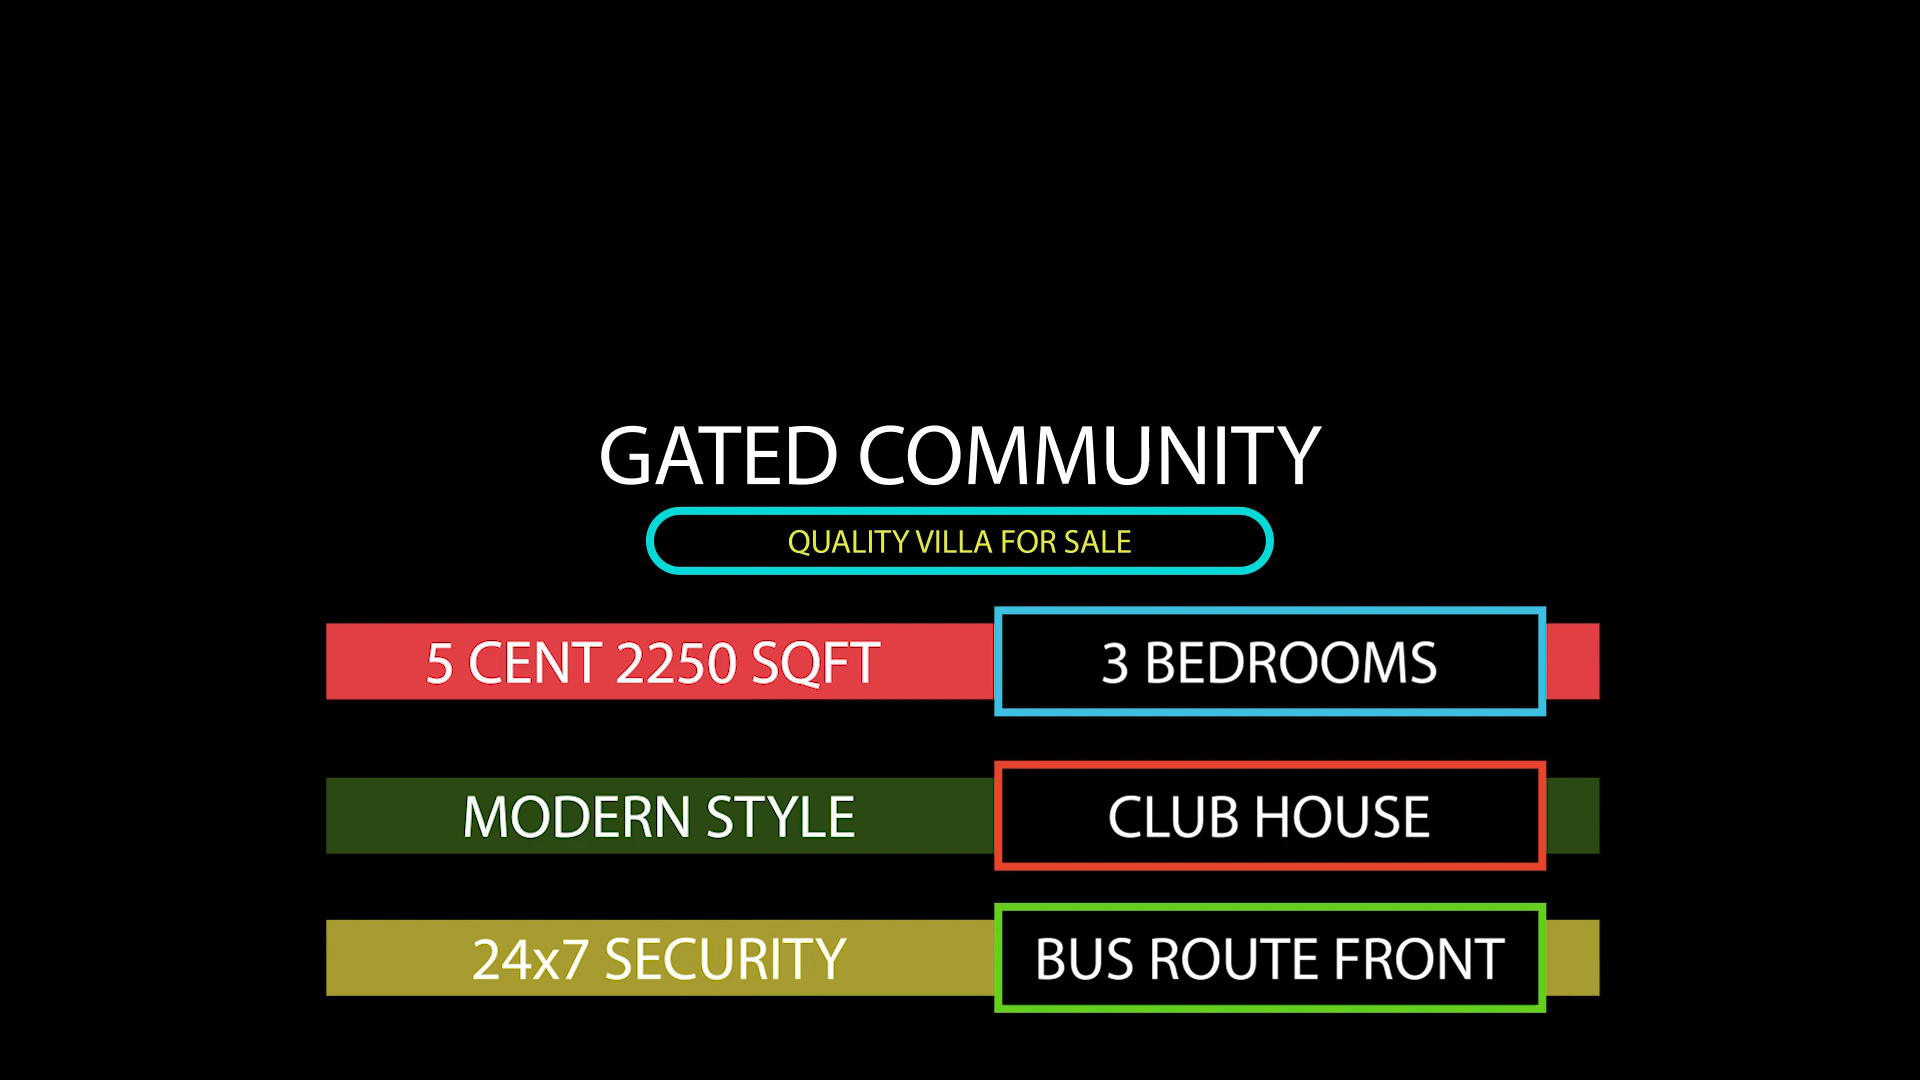 GATED COMMUNITY
QUALITY VILLA FOR SALE
5 CENT 2250 SQFT
3 BEDROOMS
MODERN STYLE
CLUB HOUSE
24x7 SECURITY
BUS ROUTE FRONT